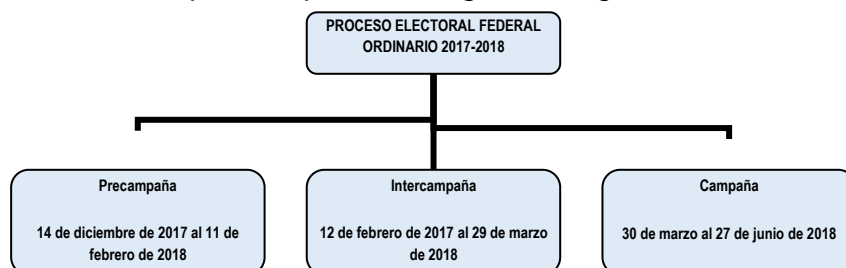 PROCESO ELECTORAL FEDERAL
ORDINARIO 2017-2018
Precampaña
14 de diciembre de 2017 al 11 de
febrero de 2018
Intercampaña
12 de febrero de 2017 al 29 de marzo
de 2018
Campaña
30 de marzo al 27 de junio de 2018